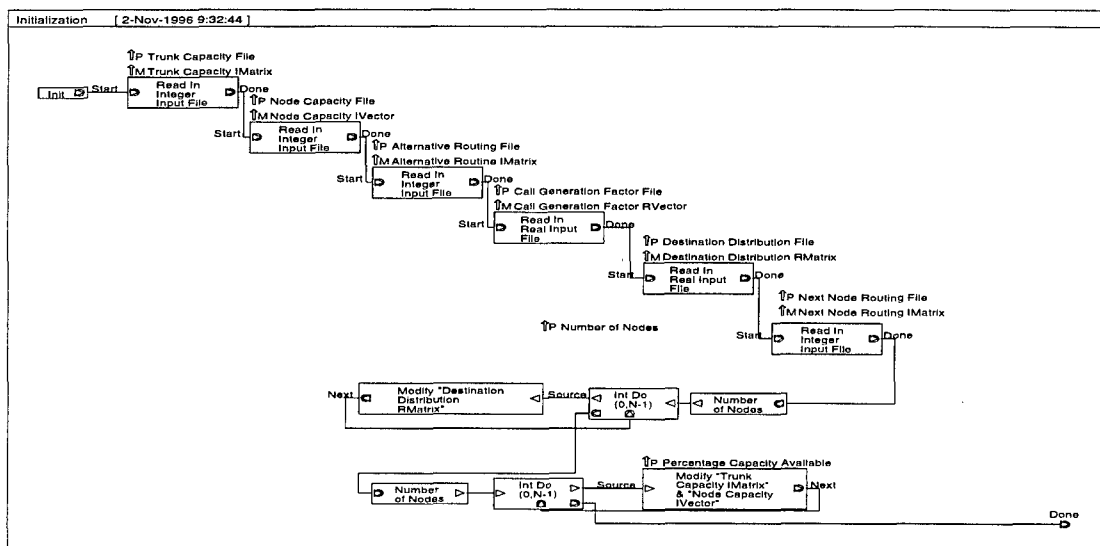 Initialization [ 2-Nov-1996 9:32:44 ]
⇑P Trunk Capacity File
⇑M Trunk Capacity IMatrix
Init
Start
Read In
Integer
Input File
Done
⇑P Node Capacity File
⇑M Node Capacity IVector
Start
Read In
Integer
Input File
Done
⇑P Alternative Routing File
⇑M Alternative Routing IMatrix
Start
Read In
Integer
Input File
Done
⇑P Call Generation Factor File
⇑M Call Generation Factor RVector
Start
Read In
Real Input
File
Done
⇑P Destination Distribution File
⇑M Destination Distribution RMatrix
Start
Read In
Real Input
File
Done
⇑P Next Node Routing File
⇑M Next Node Routing IMatrix
Start
Read In
Integer
Input File
Done
⇑P Number of Nodes
Next
Modify "Destination
Distribution
RMatrix"
Source
Int Do
(0,N-1)
Number
of Nodes
⇑P Percentage Capacity Available
Number
of Nodes
Int Do
(0,N-1)
Source
Modify "Trunk
Capacity IMatrix"
& "Node Capacity
IVector"
Next
Done